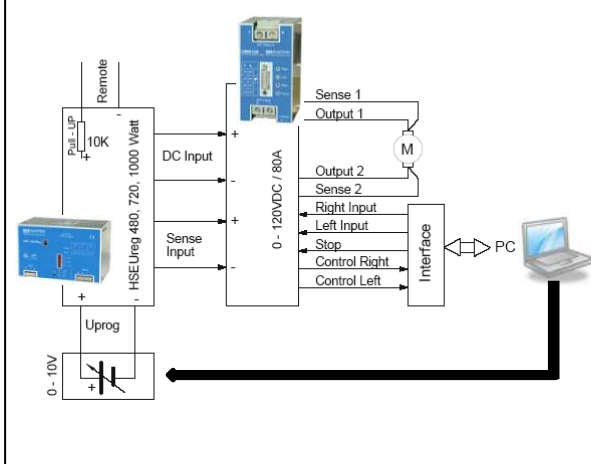 Remote
-
Pull - UP
10K
+
HSEUreg 480, 720, 1000 Watt
+ -
Uprog
0 - 10V
+
DC Input
Sense
Input
+
-
+
-
0 - 120VDC / 80A
Sense 1
Output 1
M
Output 2
Sense 2
Right Input
Left Input
Stop
Control Right
Control Left
Interface
PC